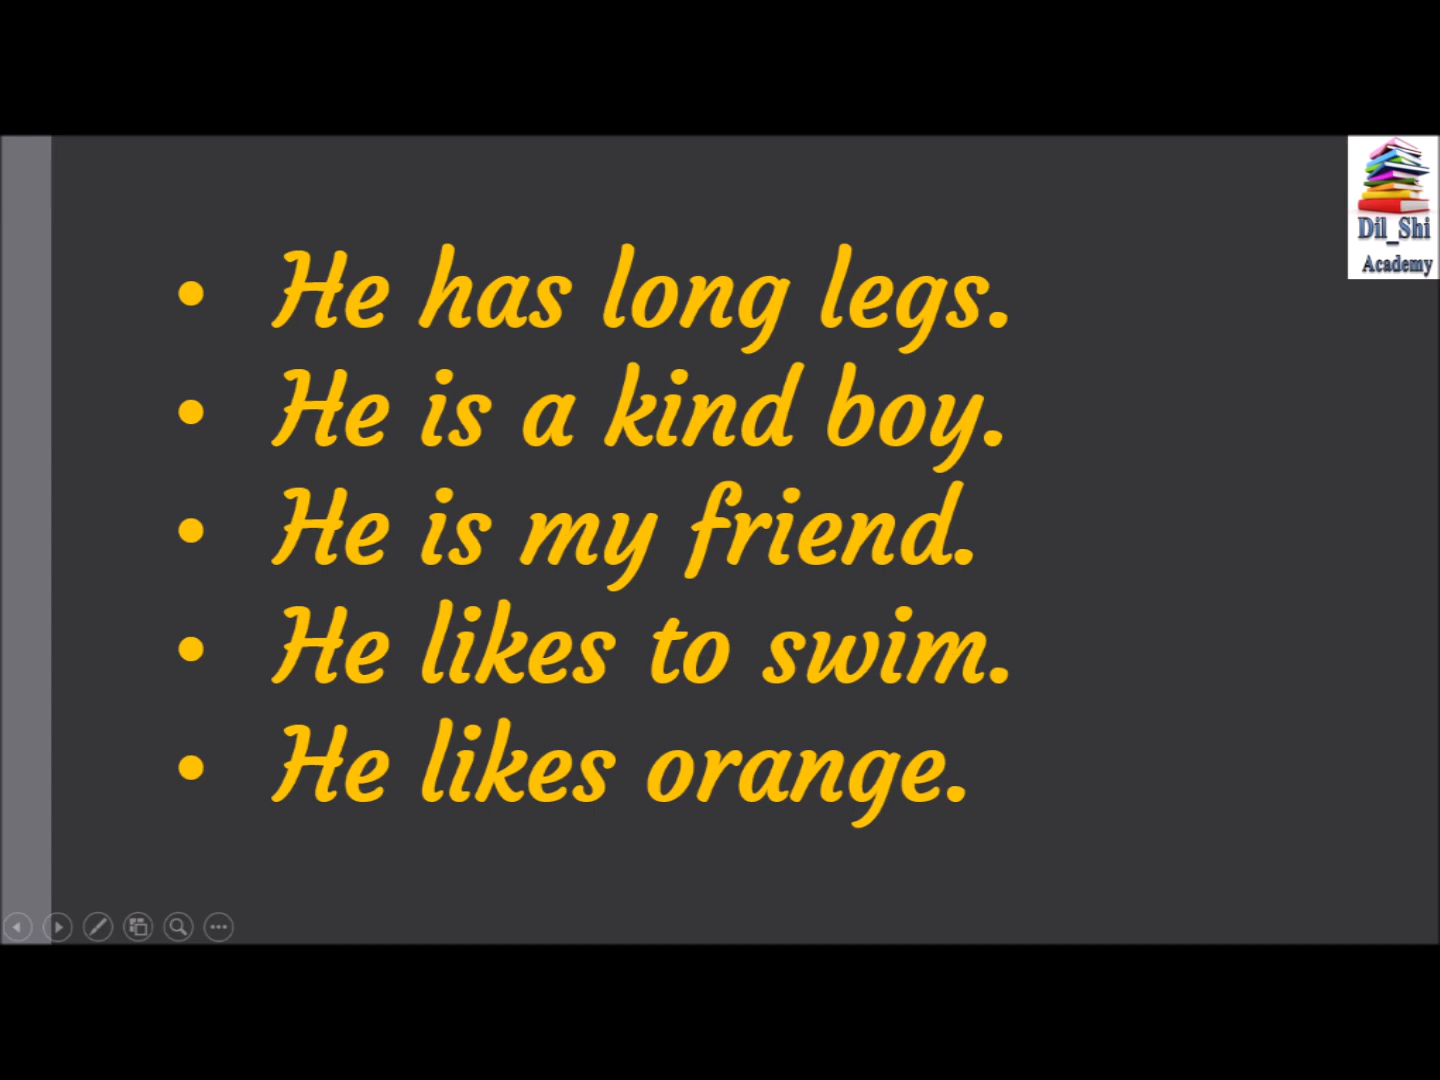 Dil_Shi
Academy
• He has long legs.
• He is a kind boy.
• He is my friend.
• He likes to swim.
• He likes orange.